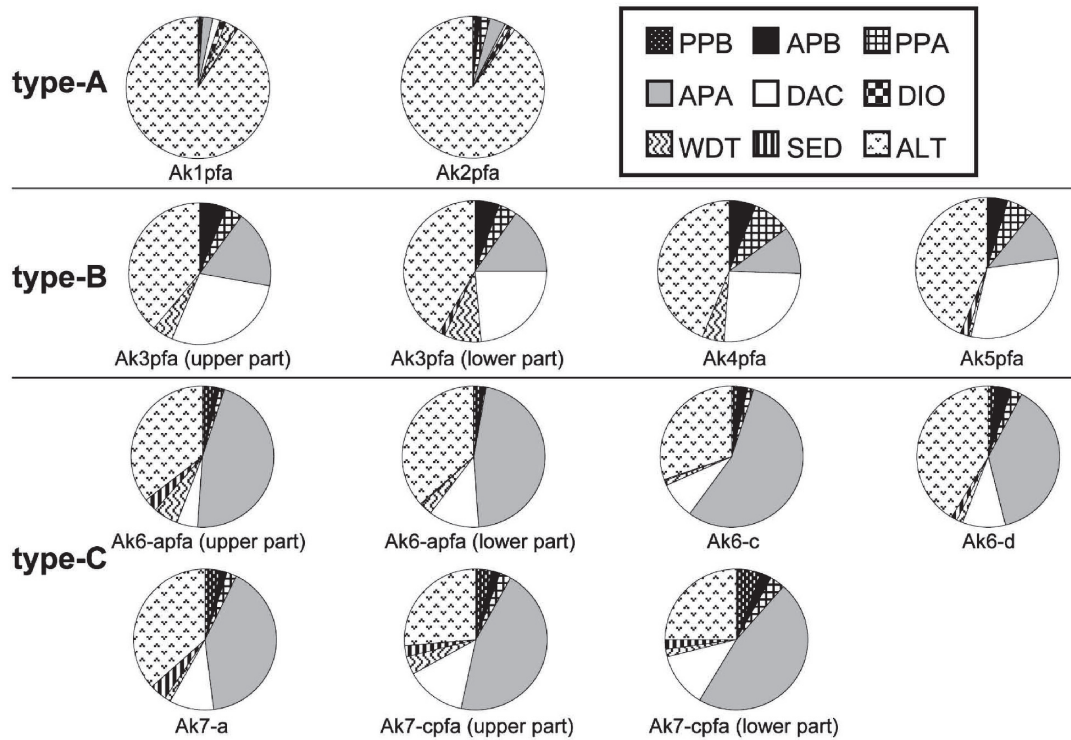 PPB APB PPA
APA DAC DIO
WDT SED ALT
type-A
Ak1pfa Ak2pfa
type-B
Ak3pfa (upper part) Ak3pfa (lower part) Ak4pfa Ak5pfa
type-C
Ak6-apfa (upper part) Ak6-apfa (lower part) Ak6-c Ak6-d
Ak7-a Ak7-cpfa (upper part) Ak7-cpfa (lower part)